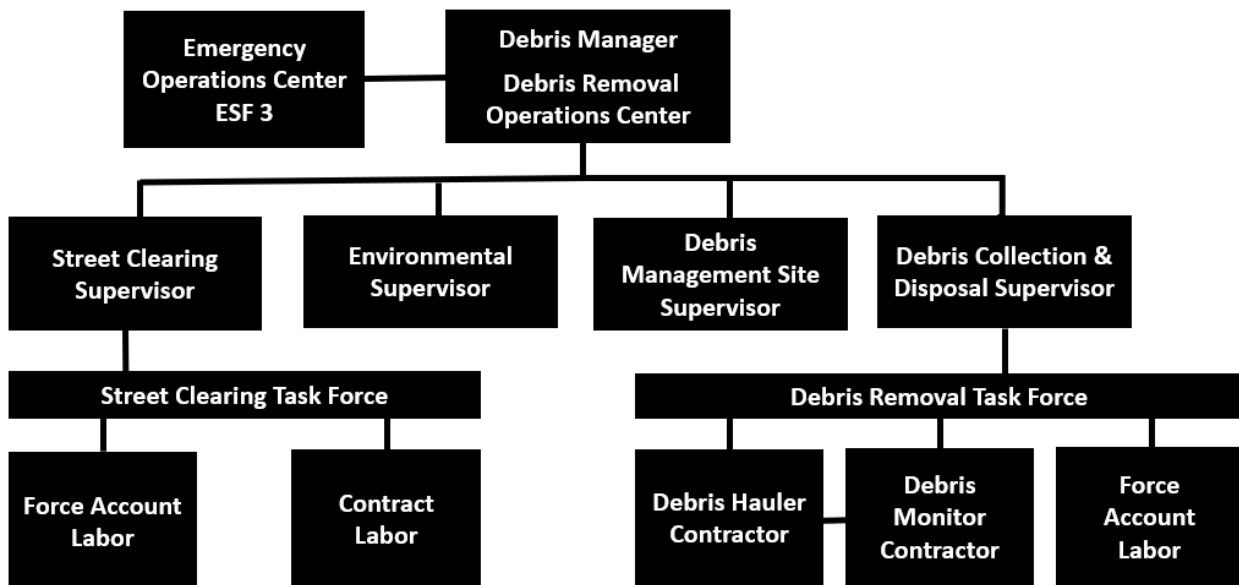 Emergency
Operations Center
ESF 3
Debris Manager
Debris Removal
Operations Center
Street Clearing
Supervisor
Environmental
Supervisor
Debris
Management Site
Supervisor
Debris Collection &
Disposal Supervisor
Street Clearing Task Force
Debris Removal Task Force
Force Account
Labor
Contract
Labor
Debris Hauler
Contractor
Debris
Monitor
Contractor
Force
Account
Labor